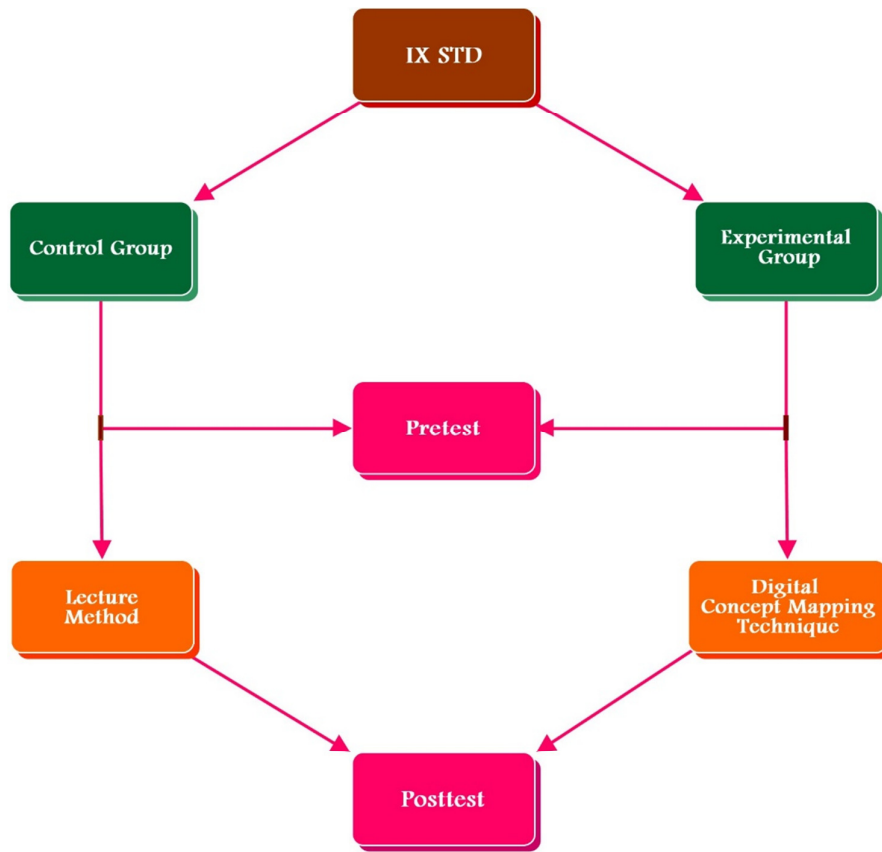 IX STD
Control Group
Experimental
Group
Pretest
Lecture
Method
Digital
Concept Mapping
Technique
Posttest